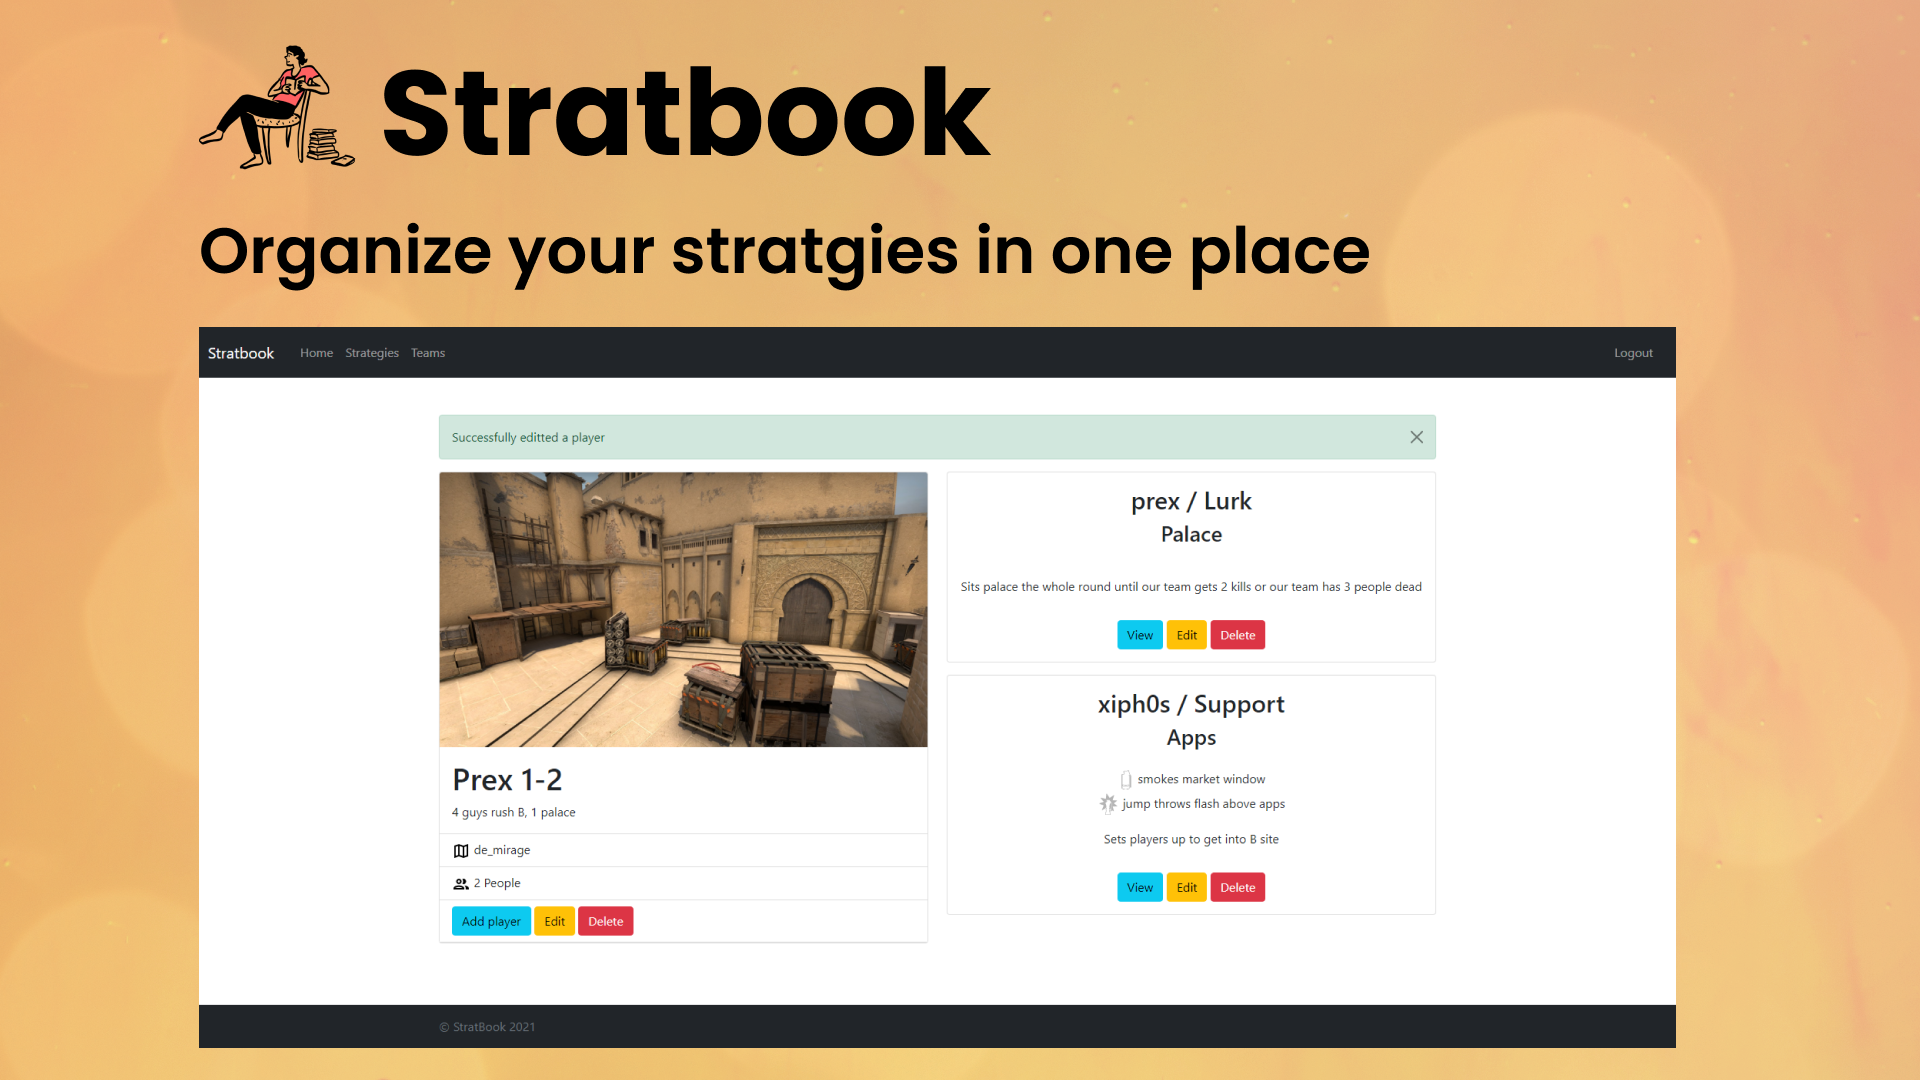 Stratbook
Organize your stratgies in one place
Stratbook Home Strategies Teams Logout
Successfully editted a player
Prex 1-2
4 guys rush B, 1 palace
de_mirage
2 People
Add player Edit Delete
prex / Lurk
Palace
Sits palace the whole round until our team gets 2 kills or our team has 3 people dead
View Edit Delete
xiph0s / Support
Apps
smokes market window
jump throws flash above apps
Sets players up to get into B site
View Edit Delete
© StratBook 2021